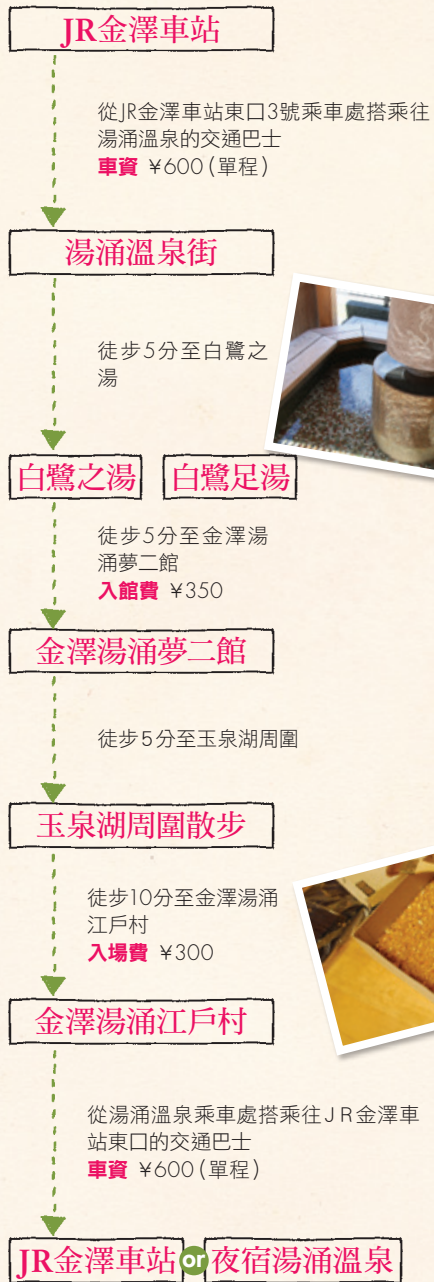 JR金澤車站
從JR金澤車站東口3號乘車處搭乘往
湯涌溫泉的交通巴士
車資 ¥600(單程)
湯涌溫泉街
徒步5分至白鷺之
湯
白鷺之湯 白鷺足湯
徒步5分至金澤湯
涌夢二館
入館費 ¥350
金澤湯涌夢二館
徒步5分至玉泉湖周圍
玉泉湖周圍散步
徒步10分至金澤湯涌
江戶村
入場費 ¥300
金澤湯涌江戶村
從湯涌溫泉乘車處搭乘往JR金澤車
站東口的交通巴士
車資 ¥600(單程)
JR金澤車站 or 夜宿湯涌溫泉